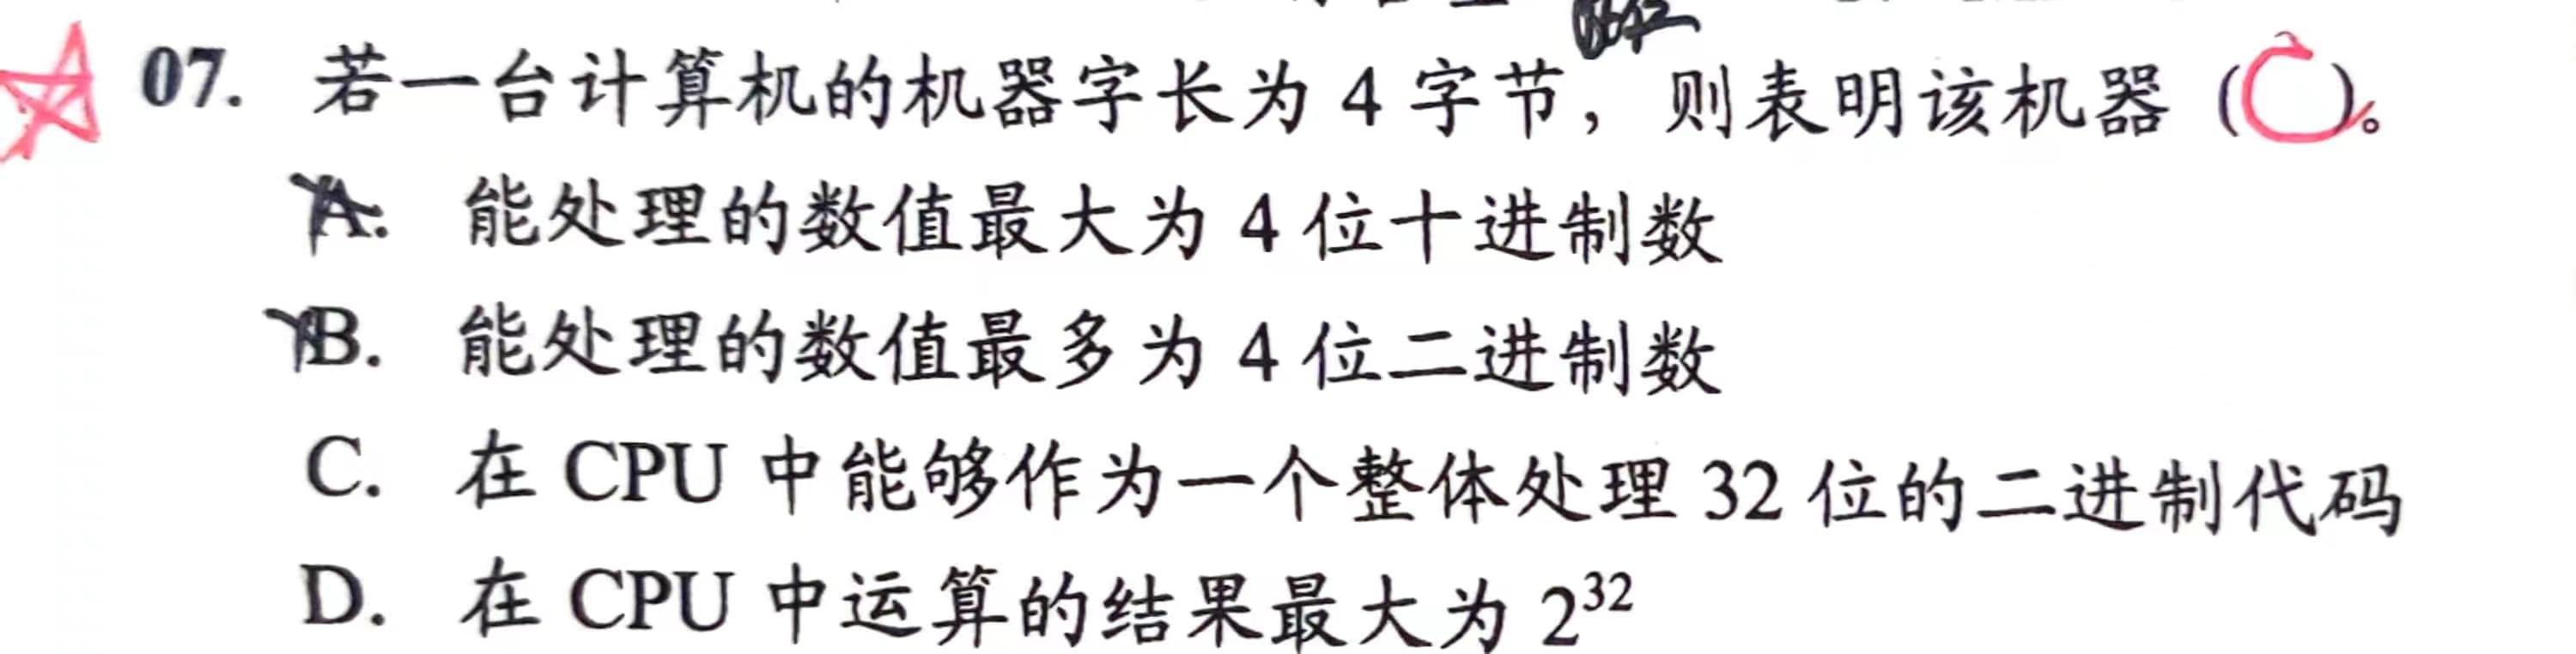 07. 若一台计算机的机器字长为 4 字节，则表明该机器（C）。
A. 能处理的数值最大为 4 位十进制数
B. 能处理的数值最多为 4 位二进制数
C. 在 CPU 中能够作为一个整体处理 32 位的二进制代码
D. 在 CPU 中运算的结果最大为 2³²